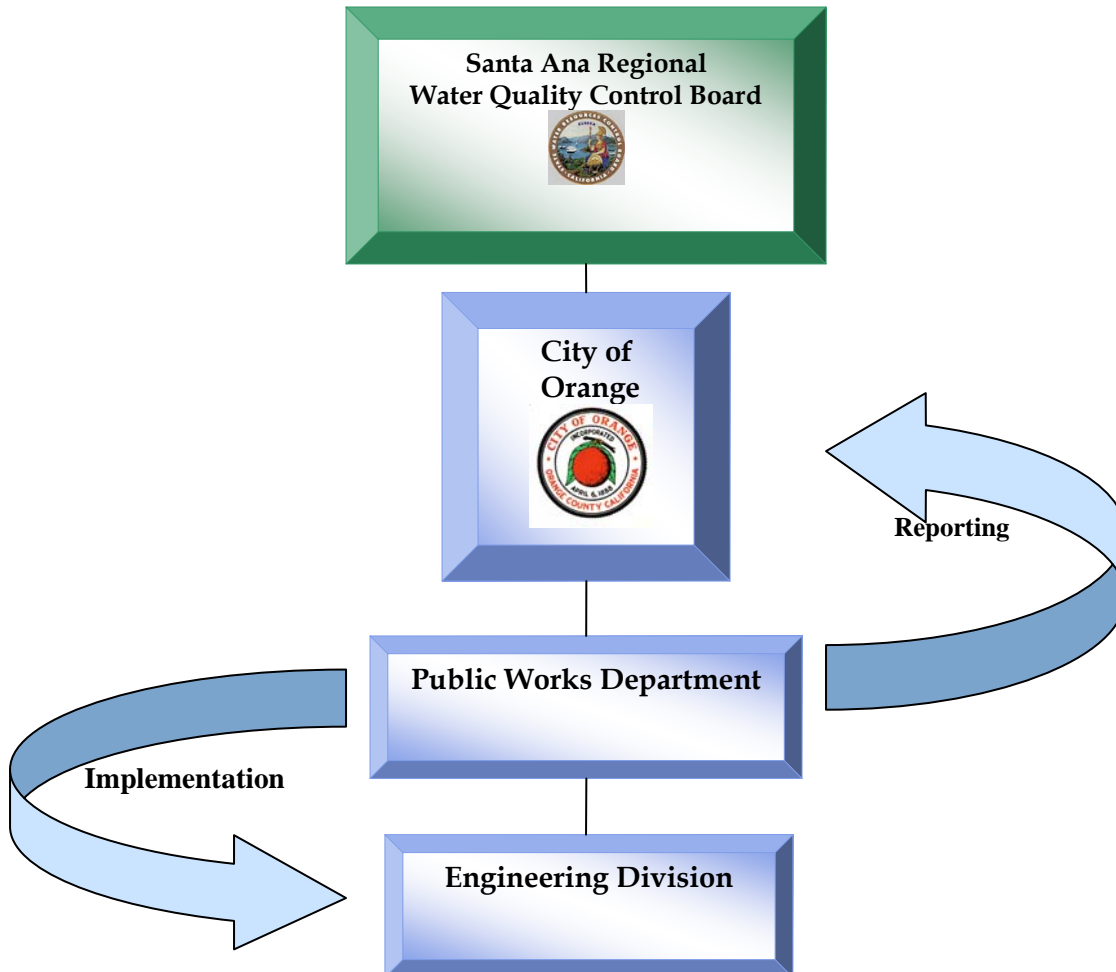 Santa Ana Regional
Water Quality Control Board
City of
Orange
CITY OF ORANGE
INCORPORATED
APRIL 6, 1888
ORANGE COUNTY CALIFORNIA
Reporting
Public Works Department
Implementation
Engineering Division